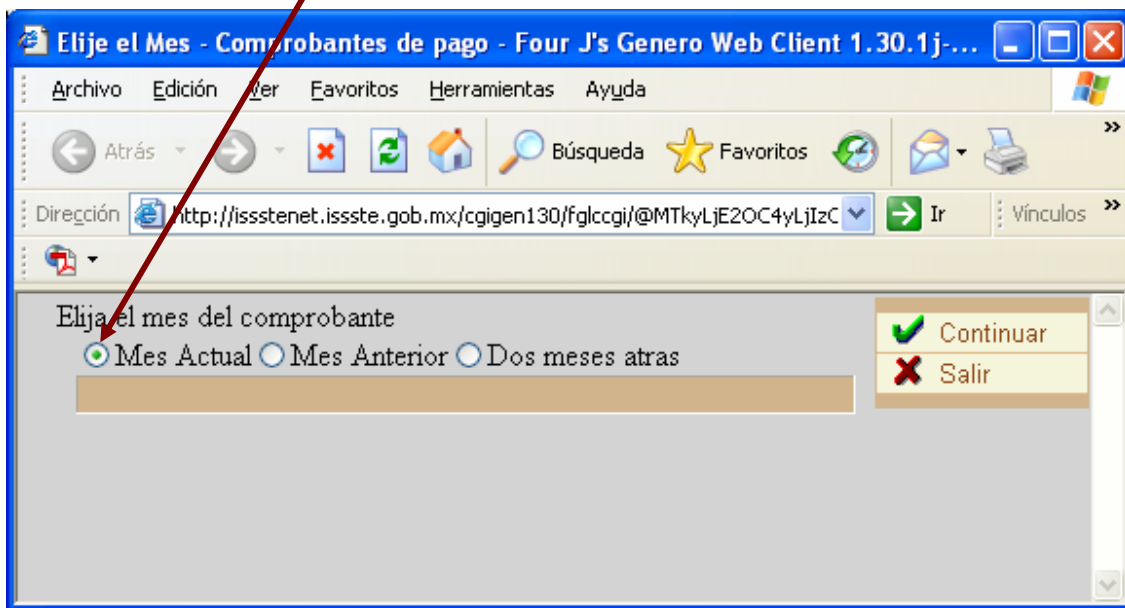 Elije el Mes - Comprobantes de pago - Four J's Genero Web Client 1.30.1j-...
Archivo Edición Ver Favoritos Herramientas Ayuda
Atrás Búsqueda Favoritos »
Dirección http://issstenet.issste.gob.mx/cgigen130/fglccgi/@MTkyLjE2OC4yLjIzC Ir Vínculos »
Elija el mes del comprobante
Mes Actual Mes Anterior Dos meses atras
Continuar
Salir